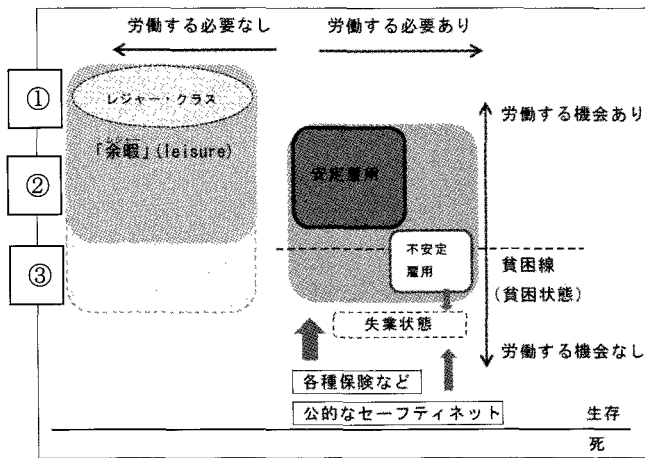 労働する必要なし
労働する必要あり
①
レジャー・クラス
労働する機会あり
「余暇」(leisure)
②
安定雇用
③
不安定
雇用
貧困線
(貧困状態)
失業状態
労働する機会なし
各種保険など
公的なセーフティネット
生存
死